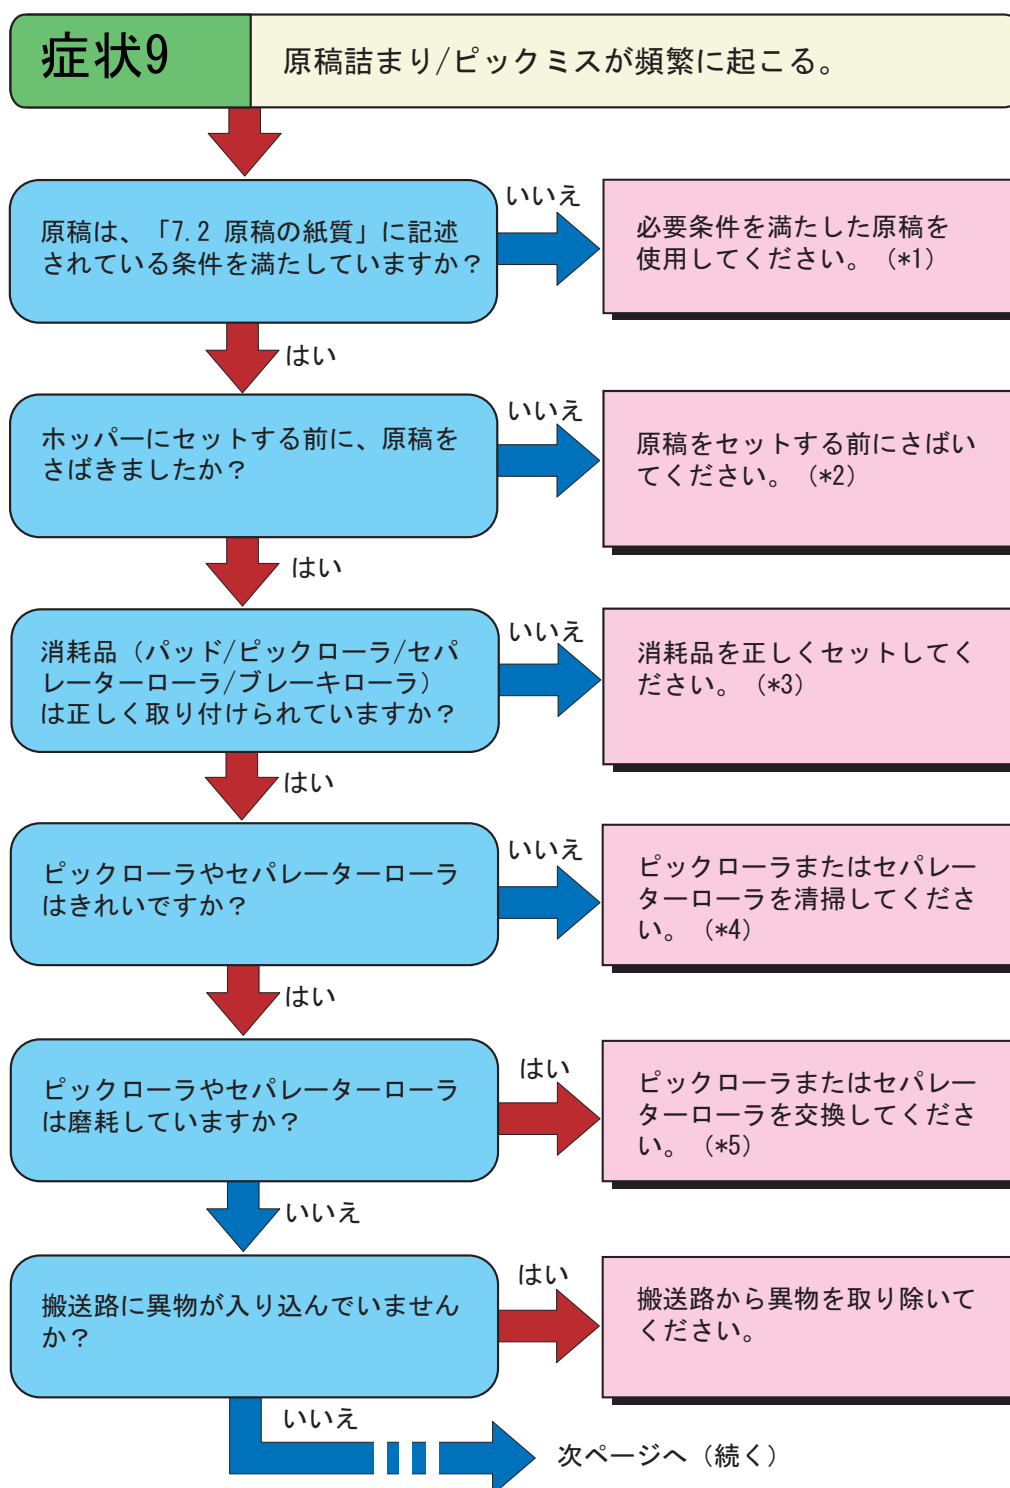 症状9
原稿詰まり/ピックミスが頻繁に起こる。
原稿は、「7.2 原稿の紙質」に記述
されている条件を満たしていますか？
いいえ
必要条件を満たした原稿を
使用してください。（*1）
はい
ホッパーにセットする前に、原稿を
さばきましたか？
いいえ
原稿をセットする前にさばい
てください。（*2）
はい
消耗品（パッド/ピックローラ/セパ
レーターローラ/ブレーキローラ）
は正しく取り付けられていますか？
いいえ
消耗品を正しくセットしてく
ださい。（*3）
はい
ピックローラやセパレーターローラ
はきれいですか？
いいえ
ピックローラまたはセパレー
ターローラを清掃してくださ
い。（*4）
はい
ピックローラやセパレーターローラ
は磨耗していますか？
はい
ピックローラまたはセパレー
ターローラを交換してくださ
い。（*5）
いいえ
搬送路に異物が入り込んでいません
か？
はい
搬送路から異物を取り除いて
ください。
いいえ
次ページへ（続く）